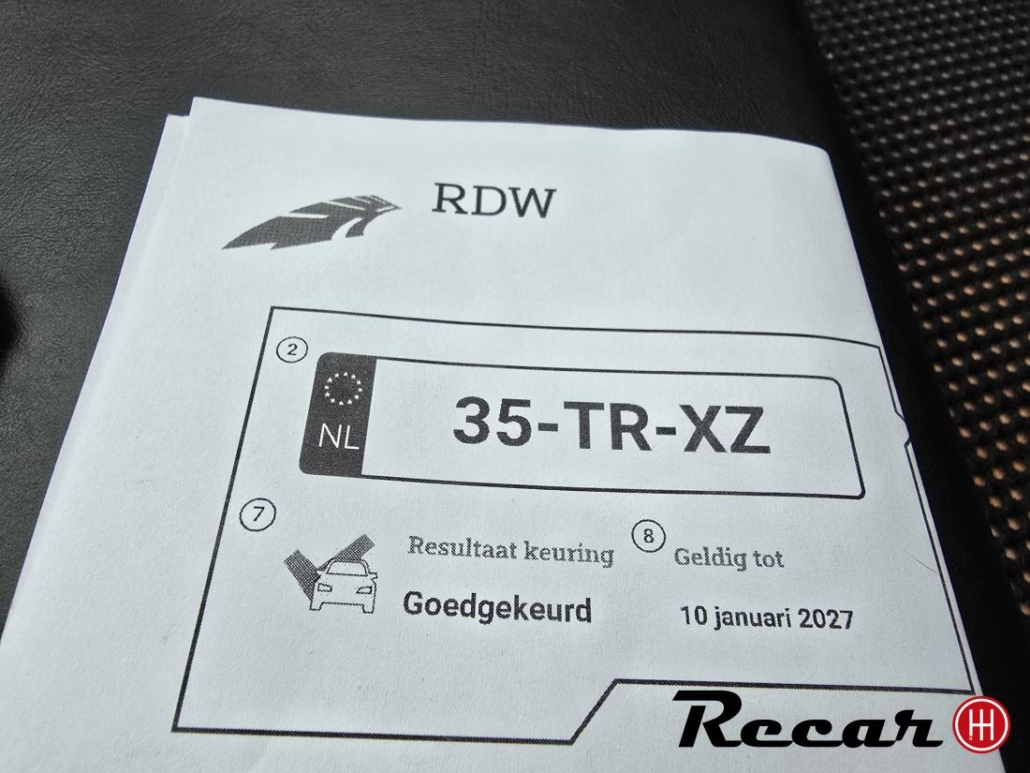 RDW
2
NL
35-TR-XZ
7
Resultaat keuring
8
Geldig tot
Goedgekeurd
10 januari 2027
Recar